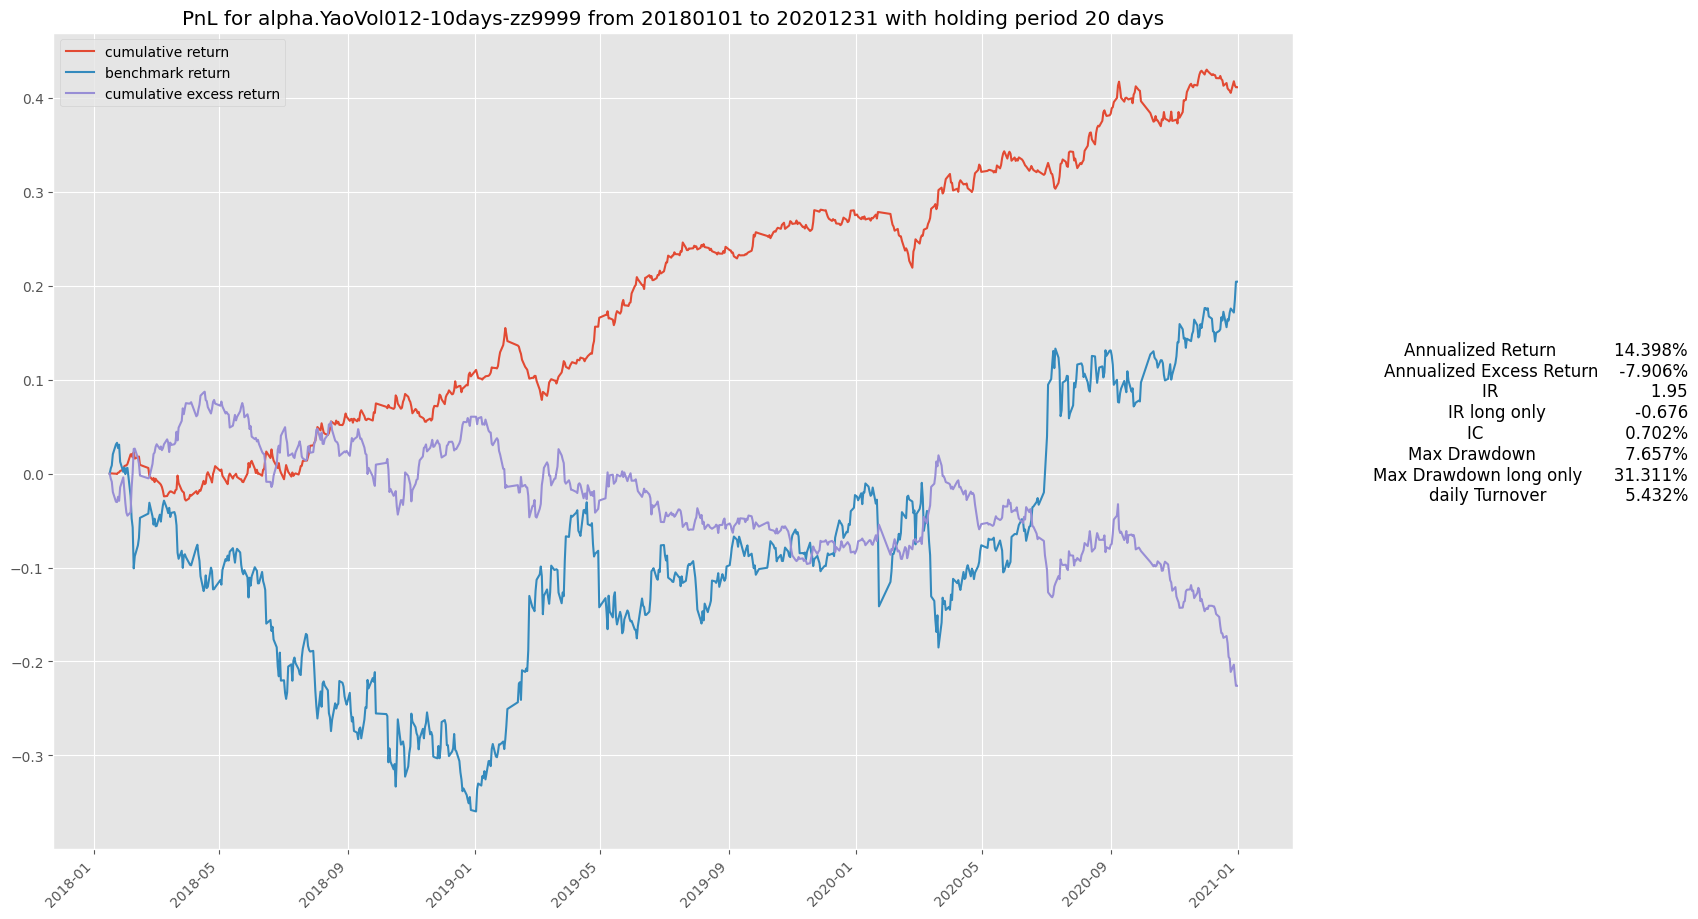 PnL for alpha.YaoVol012-10days-zz9999 from 20180101 to 20201231 with holding period 20 days
cumulative return
benchmark return
cumulative excess return
0.4
0.3
0.2
0.1
0.0
−0.1
−0.2
−0.3
2018-01
2018-05
2018-09
2019-01
2019-05
2019-09
2020-01
2020-05
2020-09
2021-01
Annualized Return 14.398%
Annualized Excess Return -7.906%
IR 1.95
IR long only -0.676
IC 0.702%
Max Drawdown 7.657%
Max Drawdown long only 31.311%
daily Turnover 5.432%